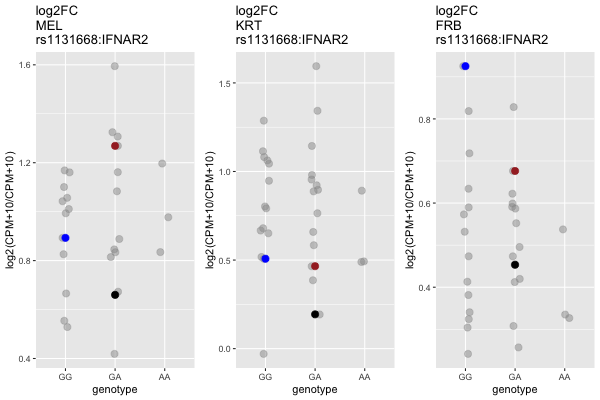 log2FC
MEL
rs1131668:IFNAR2
log2(CPM+10/CPM+10)
1.6
1.2
0.8
0.4
GG GA AA
genotype
log2FC
KRT
rs1131668:IFNAR2
log2(CPM+10/CPM+10)
1.5
1.0
0.5
0.0
GG GA AA
genotype
log2FC
FRB
rs1131668:IFNAR2
log2(CPM+10/CPM+10)
0.8
0.6
0.4
GG GA AA
genotype